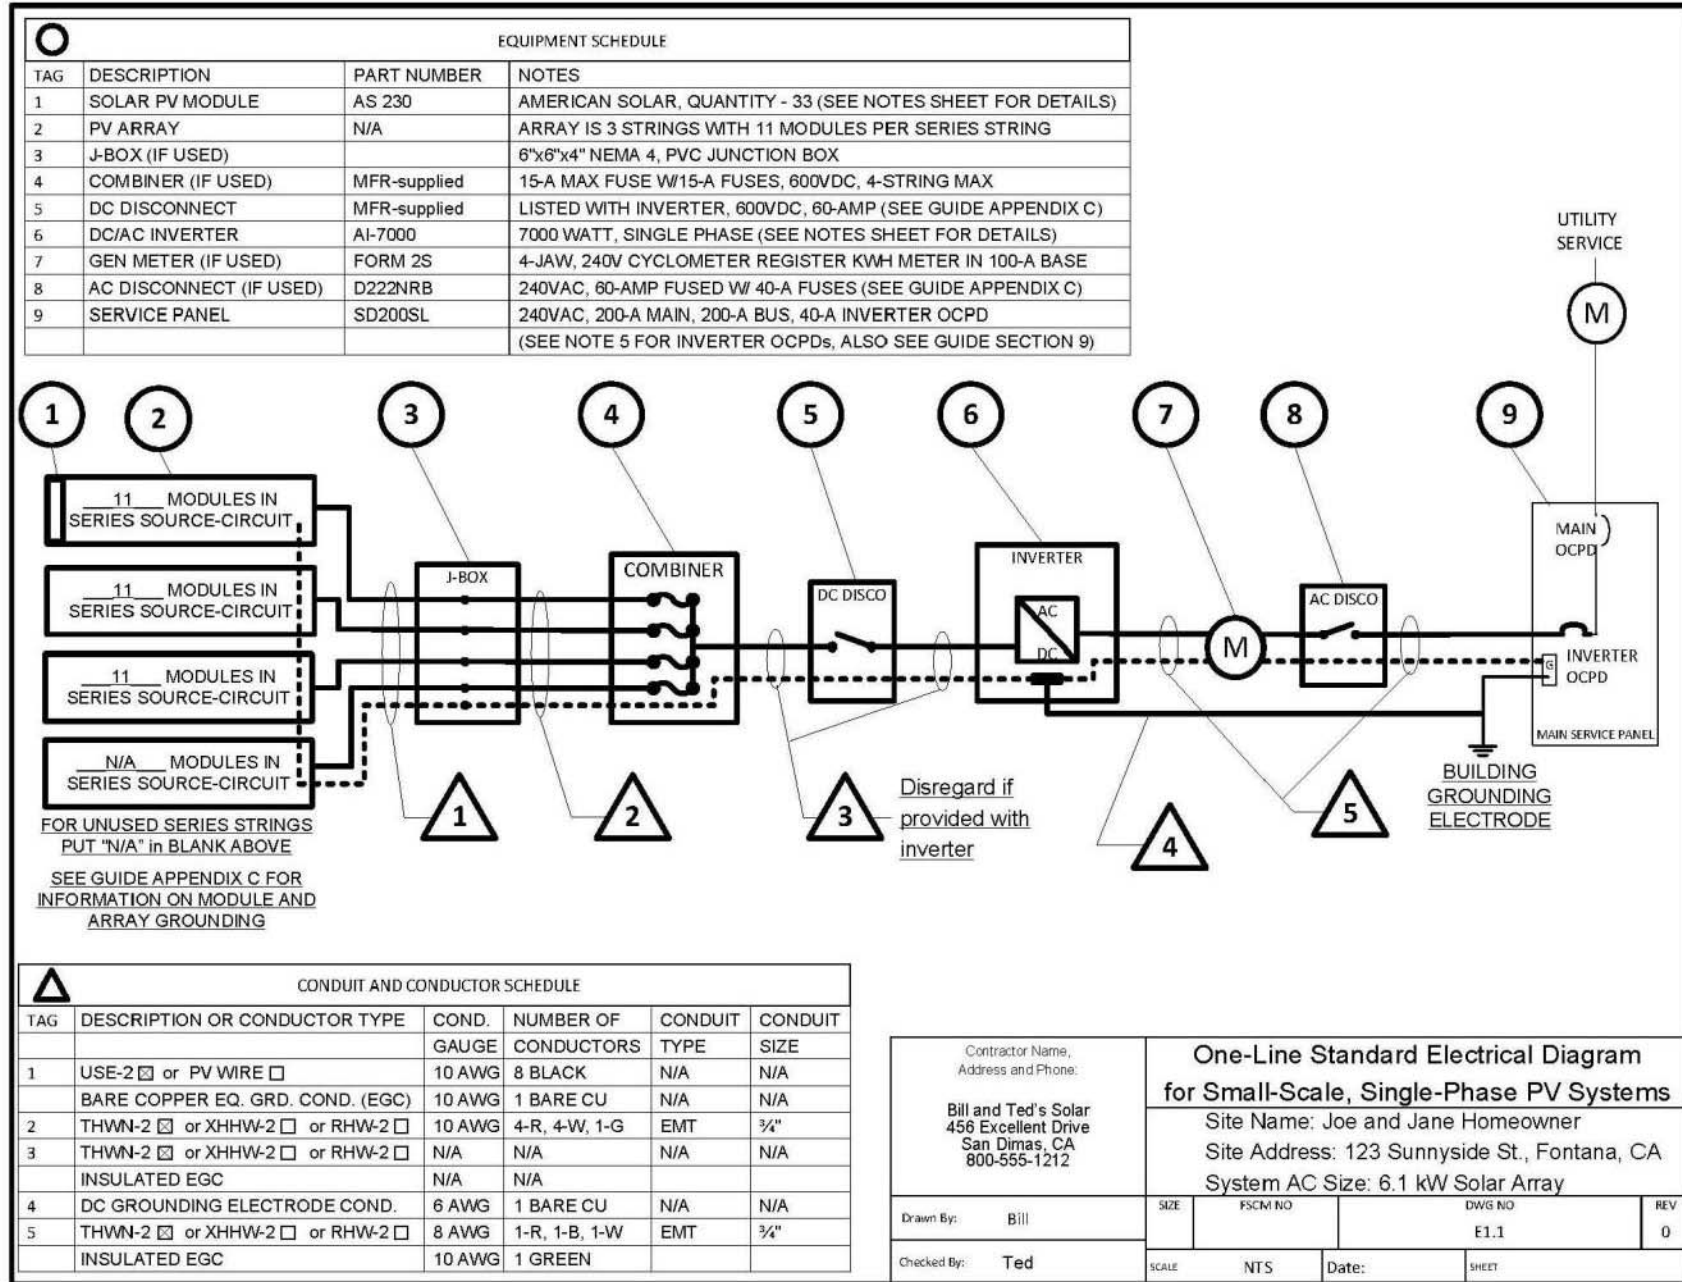 EQUIPMENT SCHEDULE
TAG DESCRIPTION PART NUMBER NOTES
1 SOLAR PV MODULE AS 230 AMERICAN SOLAR, QUANTITY - 33 (SEE NOTES SHEET FOR DETAILS)
2 PV ARRAY N/A ARRAY IS 3 STRINGS WITH 11 MODULES PER SERIES STRING
3 J-BOX (IF USED) 6"x6"x4" NEMA 4, PVC JUNCTION BOX
4 COMBINER (IF USED) MFR-supplied 15-A MAX FUSE W/15-A FUSES, 600VDC, 4-STRING MAX
5 DC DISCONNECT MFR-supplied LISTED WITH INVERTER, 600VDC, 60-AMP (SEE GUIDE APPENDIX C)
6 DC/AC INVERTER AI-7000 7000 WATT, SINGLE PHASE (SEE NOTES SHEET FOR DETAILS)
7 GEN METER (IF USED) FORM 2S 4-JAW, 240V CYCLOMETER REGISTER KWH METER IN 100-A BASE
8 AC DISCONNECT (IF USED) D222NRB 240VAC, 60-AMP FUSED W/ 40-A FUSES (SEE GUIDE APPENDIX C)
9 SERVICE PANEL SD200SL 240VAC, 200-A MAIN, 200-A BUS, 40-A INVERTER OCPD
(SEE NOTE 5 FOR INVERTER OCPDs, ALSO SEE GUIDE SECTION 9)
UTILITY
SERVICE
M
1 2 3 4 5 6 7 8 9
___11___ MODULES IN
SERIES SOURCE-CIRCUIT
___11___ MODULES IN
SERIES SOURCE-CIRCUIT
___11___ MODULES IN
SERIES SOURCE-CIRCUIT
___N/A___ MODULES IN
SERIES SOURCE-CIRCUIT
FOR UNUSED SERIES STRINGS
PUT "N/A" in BLANK ABOVE
SEE GUIDE APPENDIX C FOR
INFORMATION ON MODULE AND
ARRAY GROUNDING
J-BOX
COMBINER
DC DISCO
INVERTER
AC
DC
M
AC DISCO
MAIN
OCPD
INVERTER
OCPD
G
MAIN SERVICE PANEL
BUILDING
GROUNDING
ELECTRODE
1 2 3 4 5
Disregard if
provided with
inverter
CONDUIT AND CONDUCTOR SCHEDULE
TAG DESCRIPTION OR CONDUCTOR TYPE COND. NUMBER OF CONDUIT CONDUIT
GAUGE CONDUCTORS TYPE SIZE
1 USE-2 ☒ or PV WIRE ☐ 10 AWG 8 BLACK N/A N/A
BARE COPPER EQ. GRD. COND. (EGC) 10 AWG 1 BARE CU N/A N/A
2 THWN-2 ☒ or XHHW-2 ☐ or RHW-2 ☐ 10 AWG 4-R, 4-W, 1-G EMT ¾"
3 THWN-2 ☒ or XHHW-2 ☐ or RHW-2 ☐ N/A N/A N/A N/A
INSULATED EGC N/A N/A
4 DC GROUNDING ELECTRODE COND. 6 AWG 1 BARE CU N/A N/A
5 THWN-2 ☒ or XHHW-2 ☐ or RHW-2 ☐ 8 AWG 1-R, 1-B, 1-W EMT ¾"
INSULATED EGC 10 AWG 1 GREEN
Contractor Name,
Address and Phone:
Bill and Ted's Solar
456 Excellent Drive
San Dimas, CA
800-555-1212
Drawn By: Bill
Checked By: Ted
One-Line Standard Electrical Diagram
for Small-Scale, Single-Phase PV Systems
Site Name: Joe and Jane Homeowner
Site Address: 123 Sunnyside St., Fontana, CA
System AC Size: 6.1 kW Solar Array
SIZE FSCM NO DWG NO REV
E1.1 0
SCALE NTS Date: SHEET